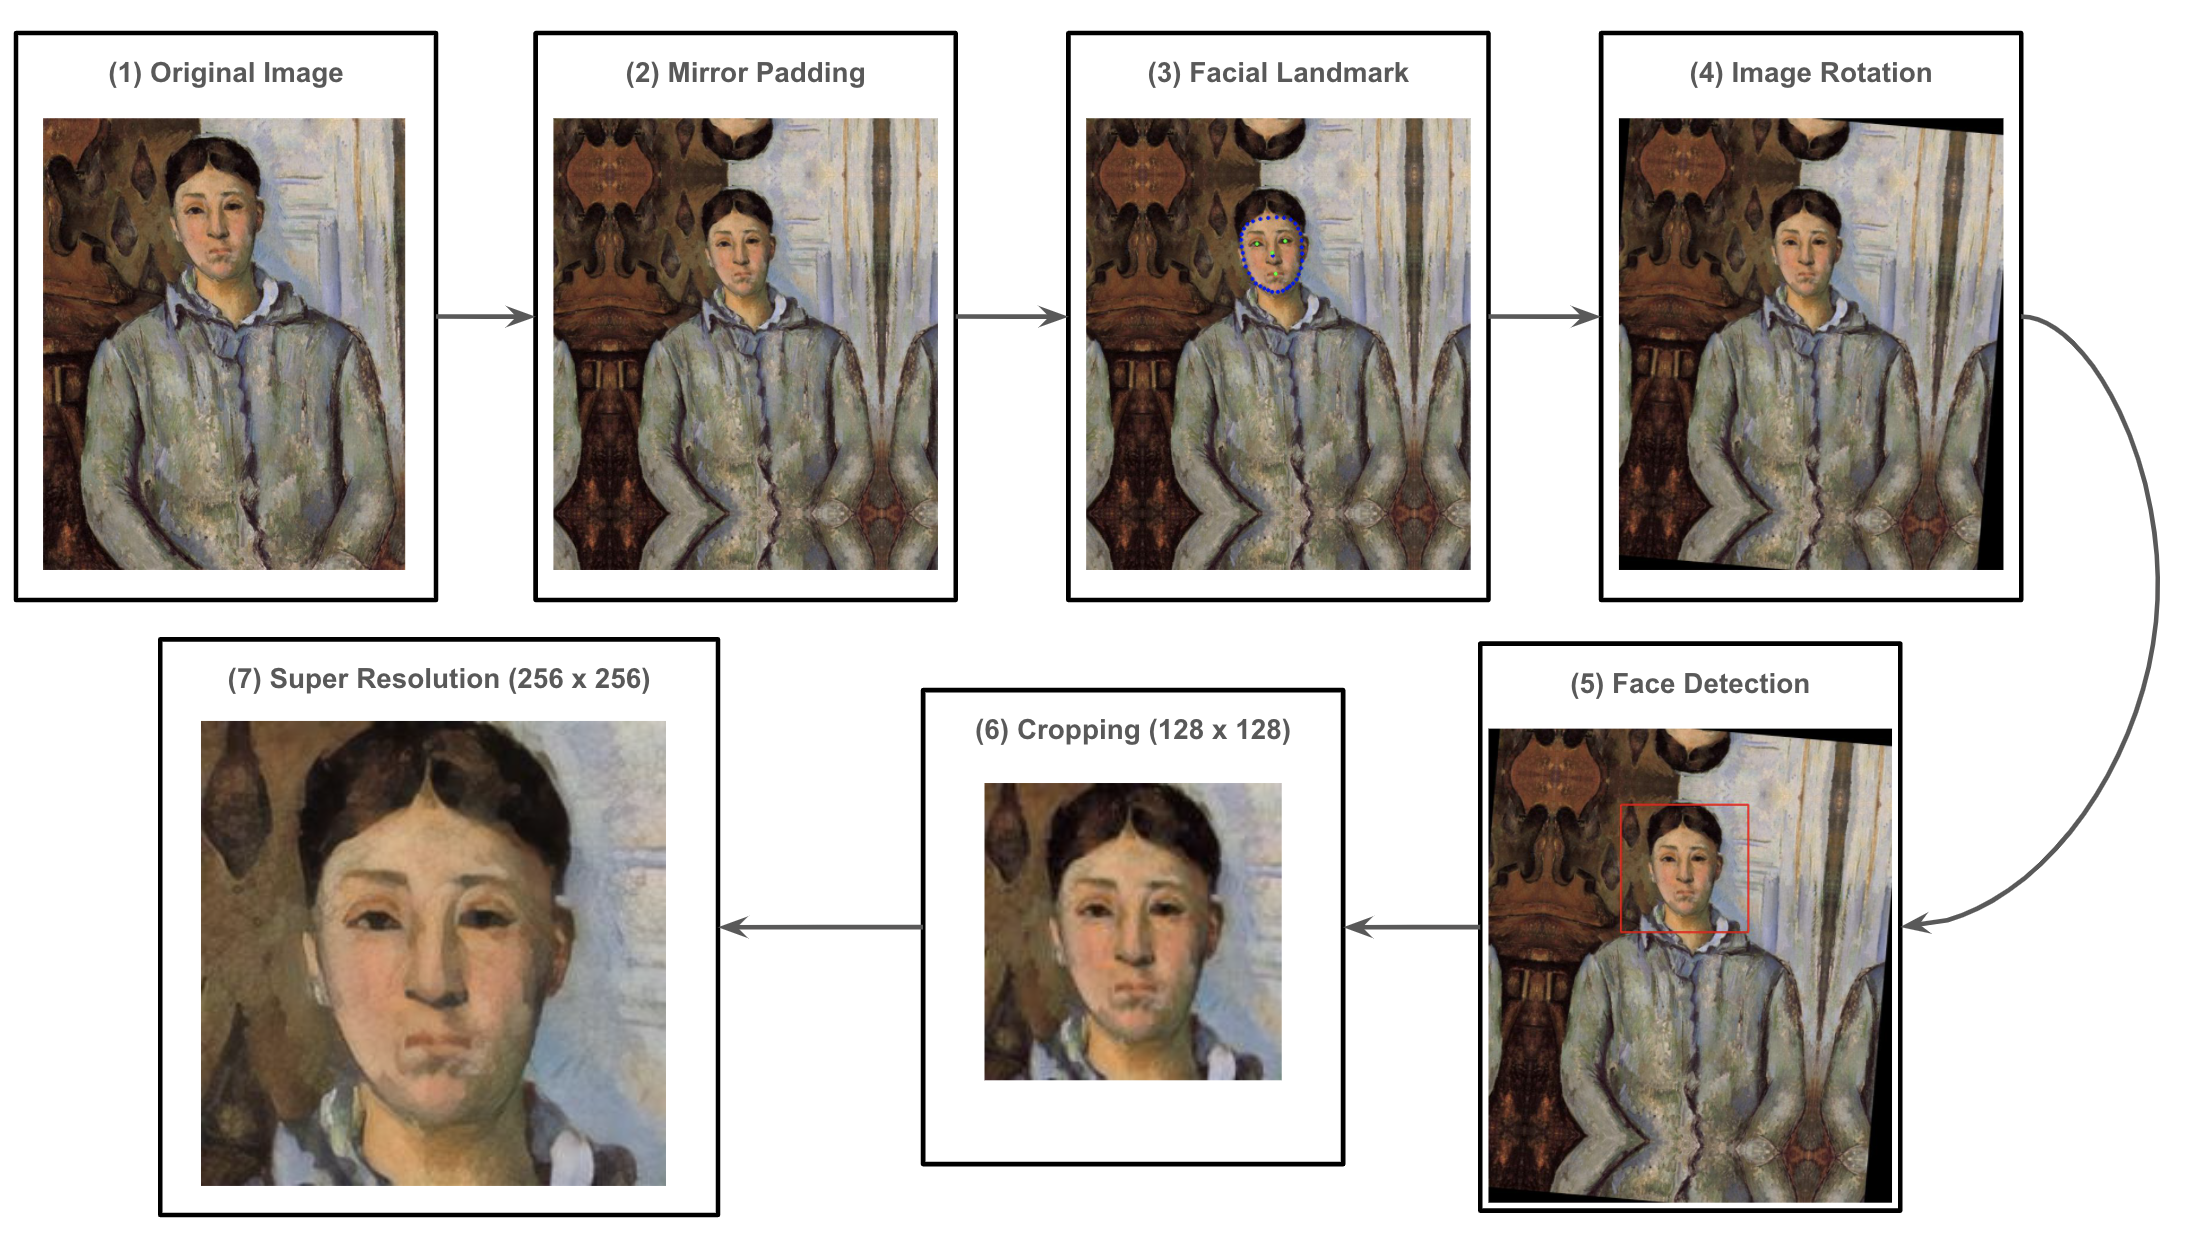 (1) Original Image
(2) Mirror Padding
(3) Facial Landmark
(4) Image Rotation
(5) Face Detection
(6) Cropping (128 x 128)
(7) Super Resolution (256 x 256)